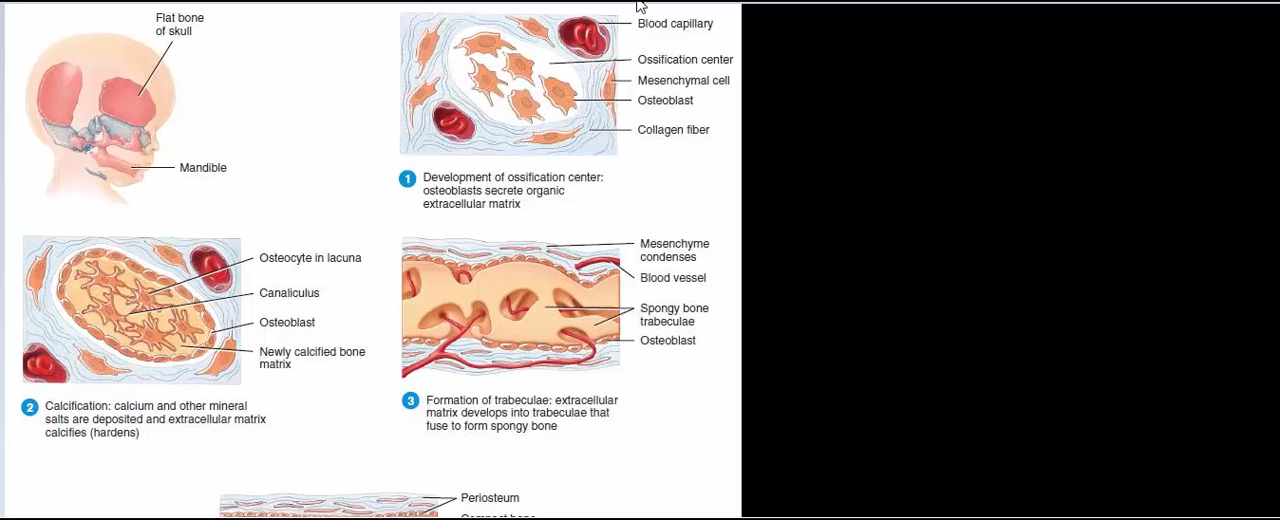 Flat bone
of skull
Mandible
Blood capillary
Ossification center
Mesenchymal cell
Osteoblast
Collagen fiber
1 Development of ossification center:
osteoblasts secrete organic
extracellular matrix
Osteocyte in lacuna
Canaliculus
Osteoblast
Newly calcified bone
matrix
2 Calcification: calcium and other mineral
salts are deposited and extracellular matrix
calcifies (hardens)
Mesenchyme
condenses
Blood vessel
Spongy bone
trabeculae
Osteoblast
3 Formation of trabeculae: extracellular
matrix develops into trabeculae that
fuse to form spongy bone
Periosteum
Compact bone